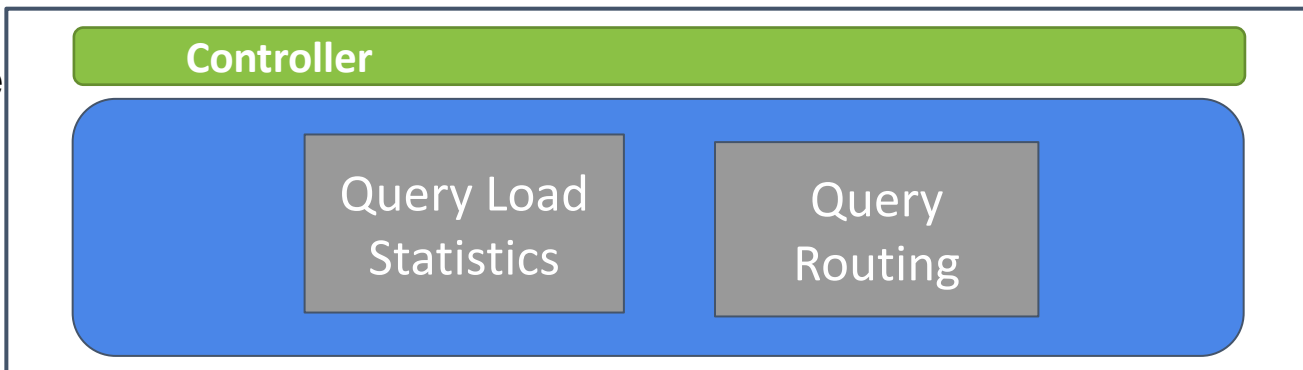 Controller
Query Load
Statistics
Query
Routing